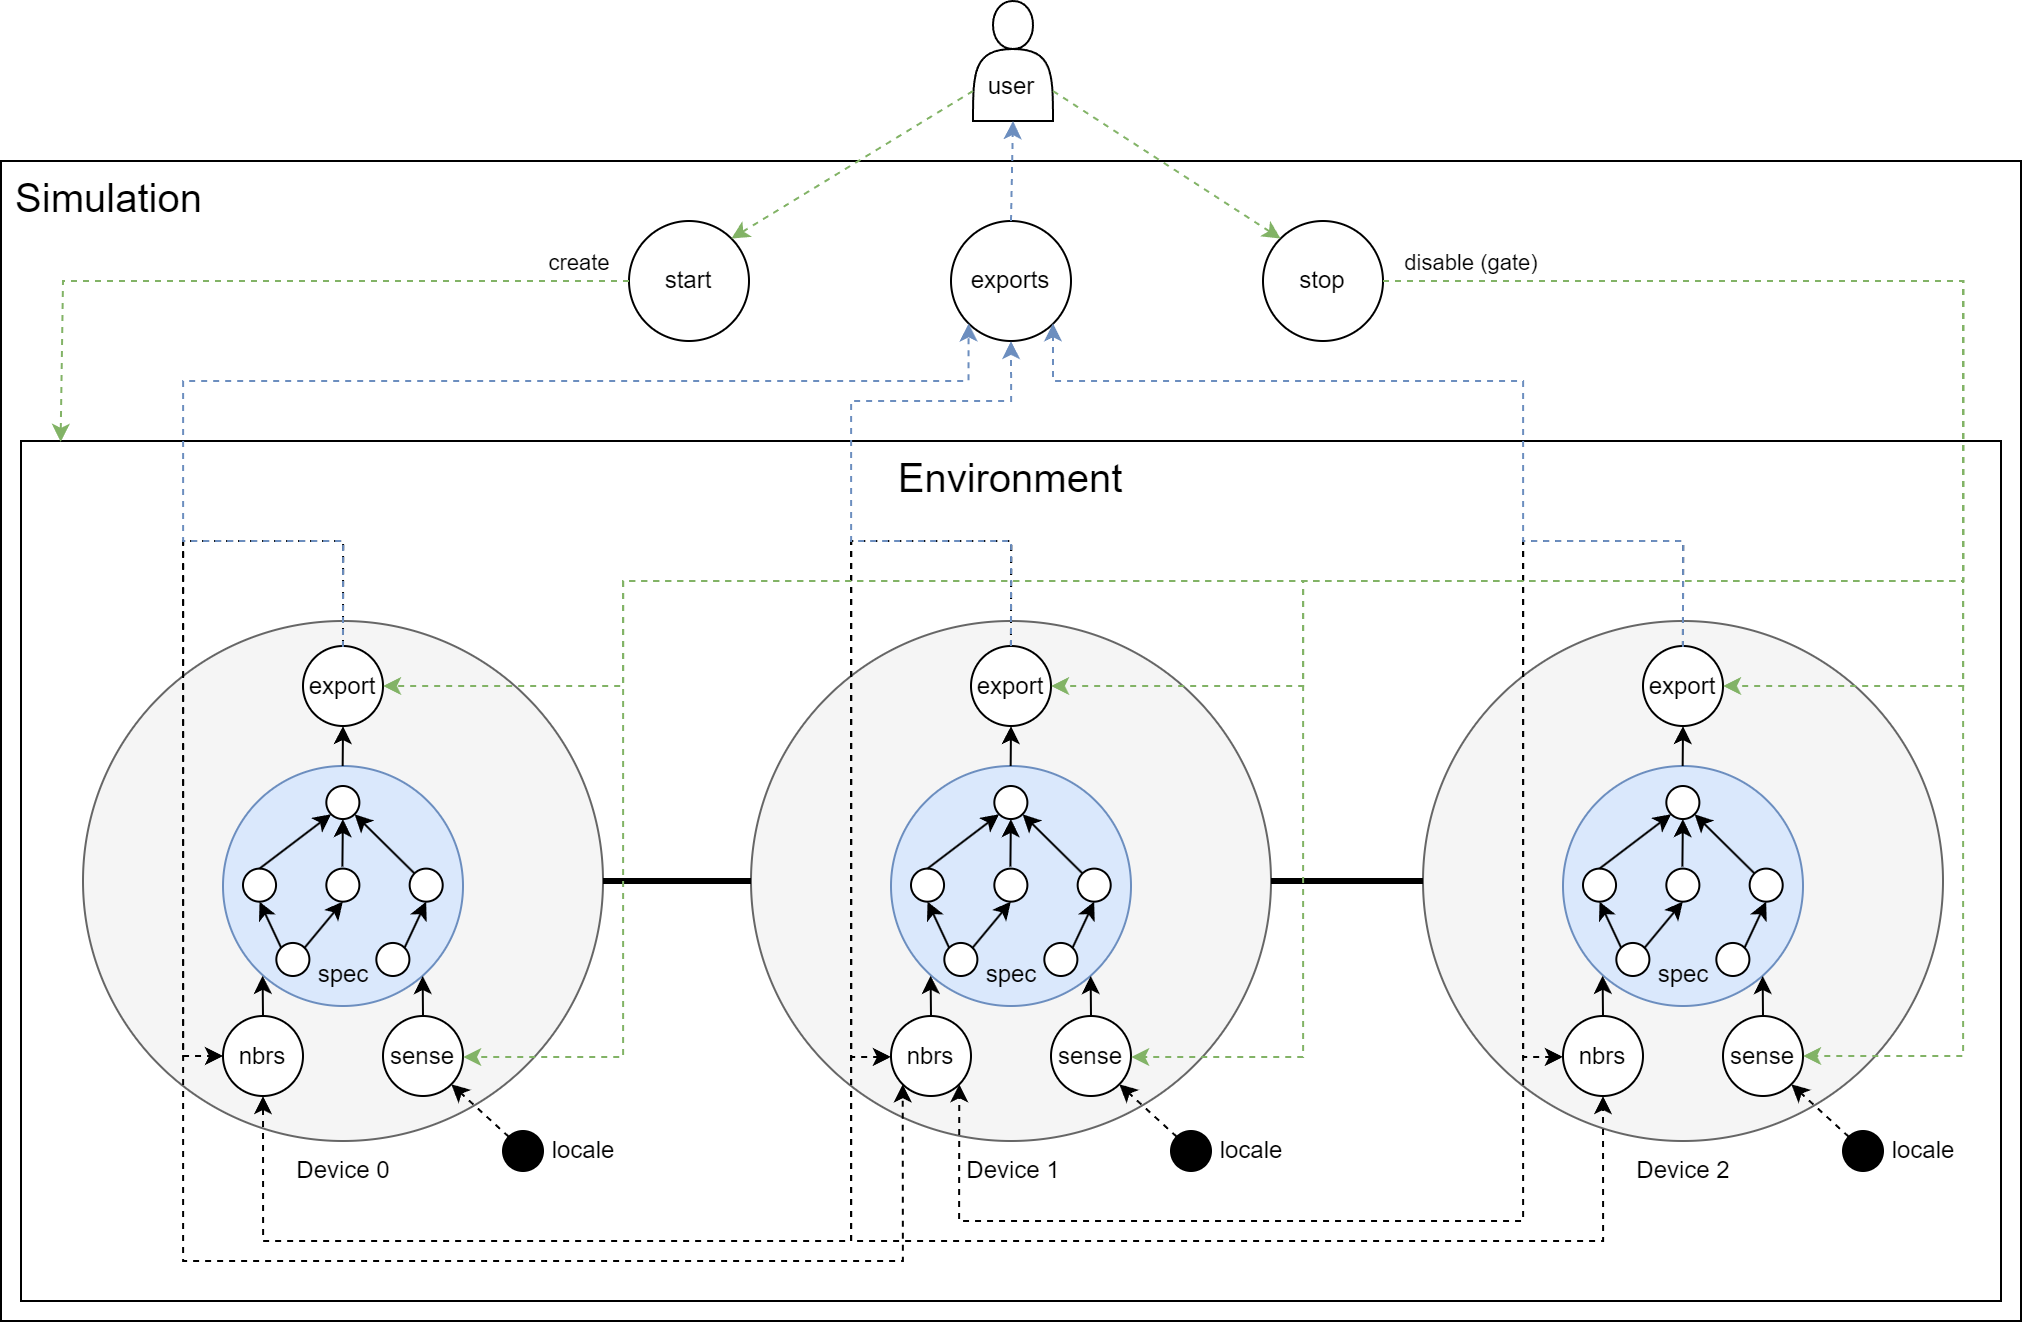 user
Simulation
create
disable (gate)
start
exports
stop
Environment
export
export
export
spec
spec
spec
nbrs
sense
nbrs
sense
nbrs
sense
locale
locale
locale
Device 0
Device 1
Device 2